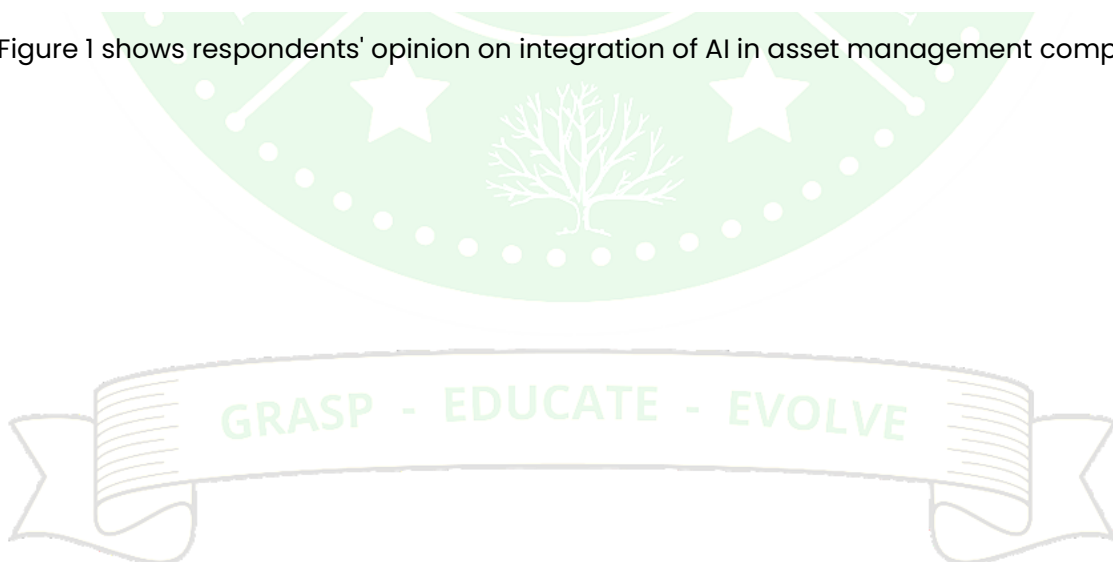 Figure 1 shows respondents' opinion on integration of AI in asset management comp
GRASP - EDUCATE - EVOLVE